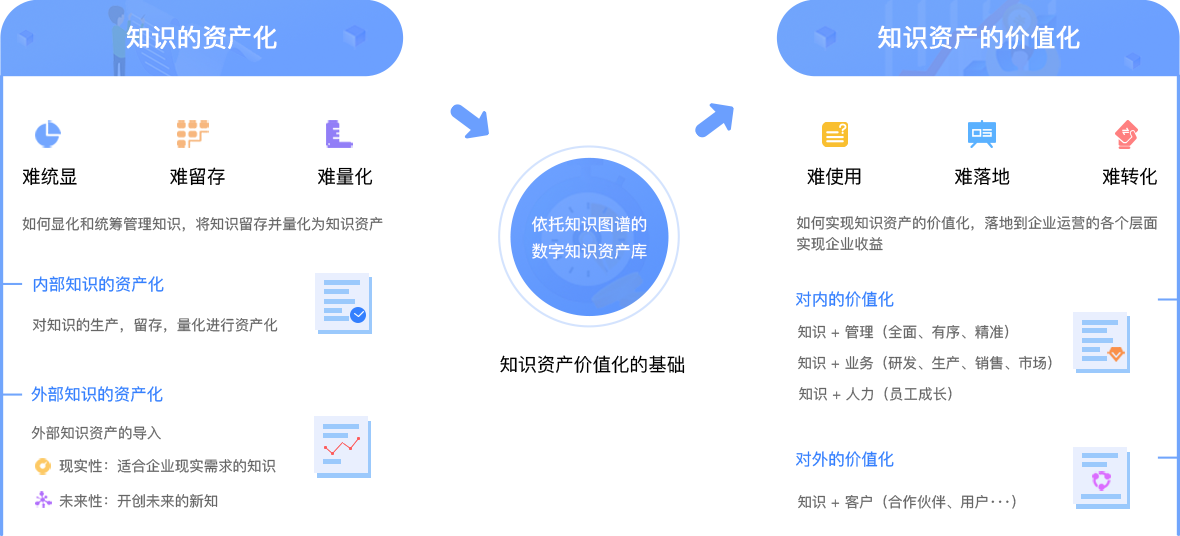 知识的资产化
难统显
难留存
难量化
如何显化和统筹管理知识，将知识留存并量化为知识资产
内部知识的资产化
对知识的生产，留存，量化进行资产化
外部知识的资产化
外部知识资产的导入
现实性：适合企业现实需求的知识
未来性：开创未来的新知
依托知识图谱的
数字知识资产库
知识资产价值化的基础
知识资产的价值化
难使用
难落地
难转化
如何实现知识资产的价值化，落地到企业运营的各个层面
实现企业收益
对内的价值化
知识 + 管理（全面、有序、精准）
知识 + 业务（研发、生产、销售、市场）
知识 + 人力（员工成长）
对外的价值化
知识 + 客户（合作伙伴、用户···）